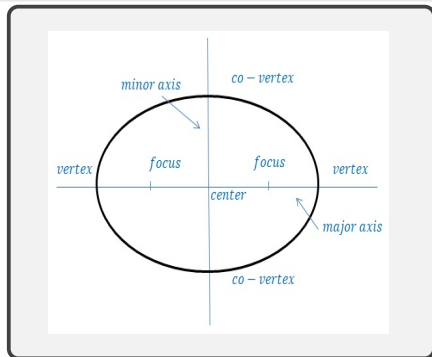 co – vertex
minor axis
focus
focus
vertex
vertex
center
major axis
co – vertex